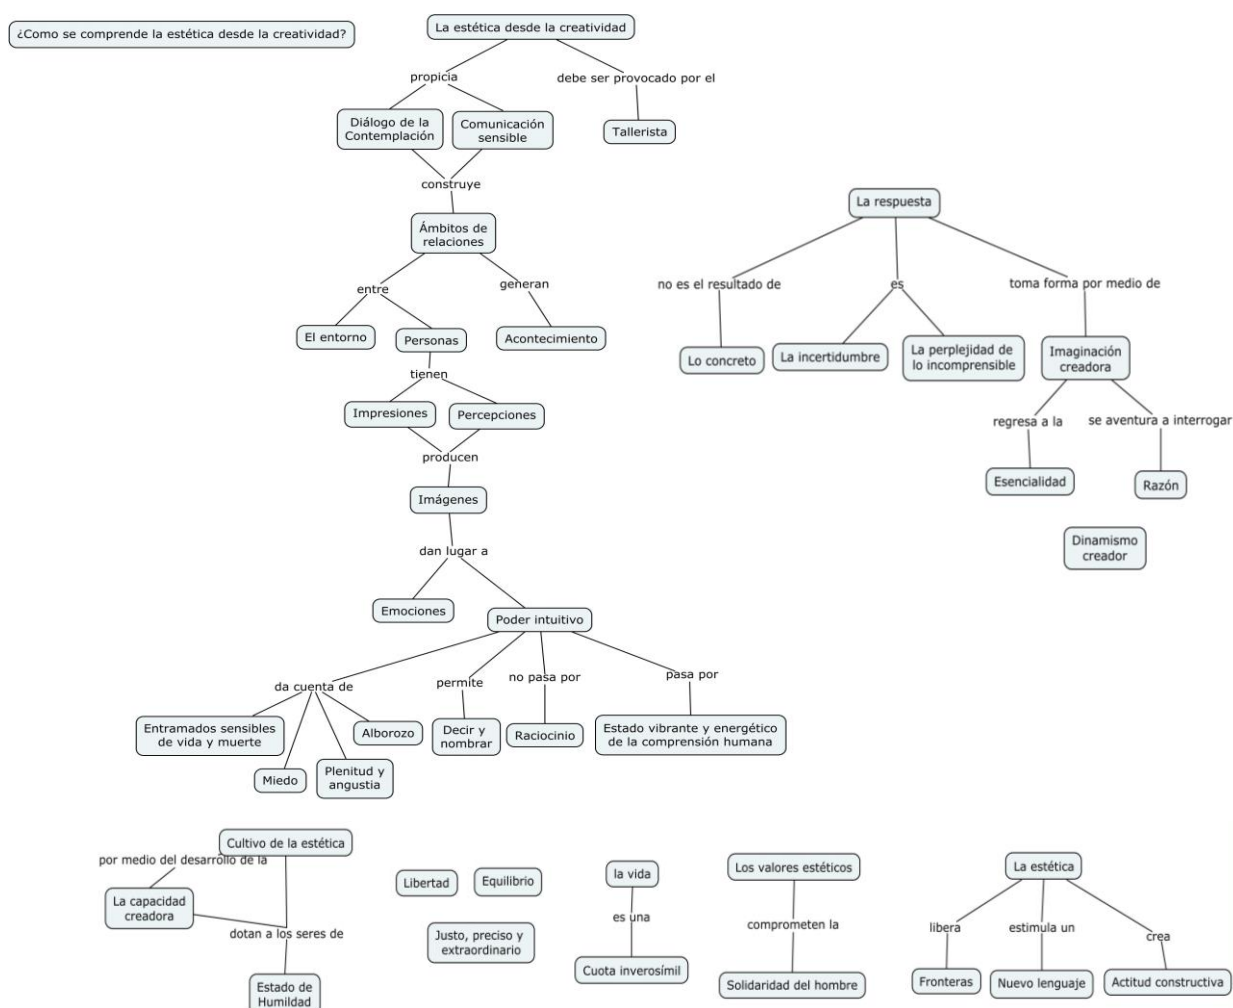 ¿Como se comprende la estética desde la creatividad?
La estética desde la creatividad
propicia
debe ser provocado por el
Diálogo de la
Contemplación
Comunicación
sensible
Tallerista
construye
Ámbitos de
relaciones
entre
generan
El entorno
Personas
Acontecimiento
tienen
Impresiones
Percepciones
producen
Imágenes
dan lugar a
Emociones
Poder intuitivo
da cuenta de
permite
no pasa por
pasa por
Entramados sensibles
de vida y muerte
Miedo
Plenitud y
angustia
Alborozo
Decir y
nombrar
Raciocinio
Estado vibrante y energético
de la comprensión humana
La respuesta
no es el resultado de
es
toma forma por medio de
Lo concreto
La incertidumbre
La perplejidad de
lo incomprensible
Imaginación
creadora
regresa a la
se aventura a interrogar
Esencialidad
Razón
Dinamismo
creador
Cultivo de la estética
por medio del desarrollo de la
La capacidad
creadora
dotan a los seres de
Estado de
Humildad
Libertad
Equilibrio
Justo, preciso y
extraordinario
la vida
es una
Cuota inverosímil
Los valores estéticos
comprometen la
Solidaridad del hombre
La estética
libera
estimula un
crea
Fronteras
Nuevo lenguaje
Actitud constructiva